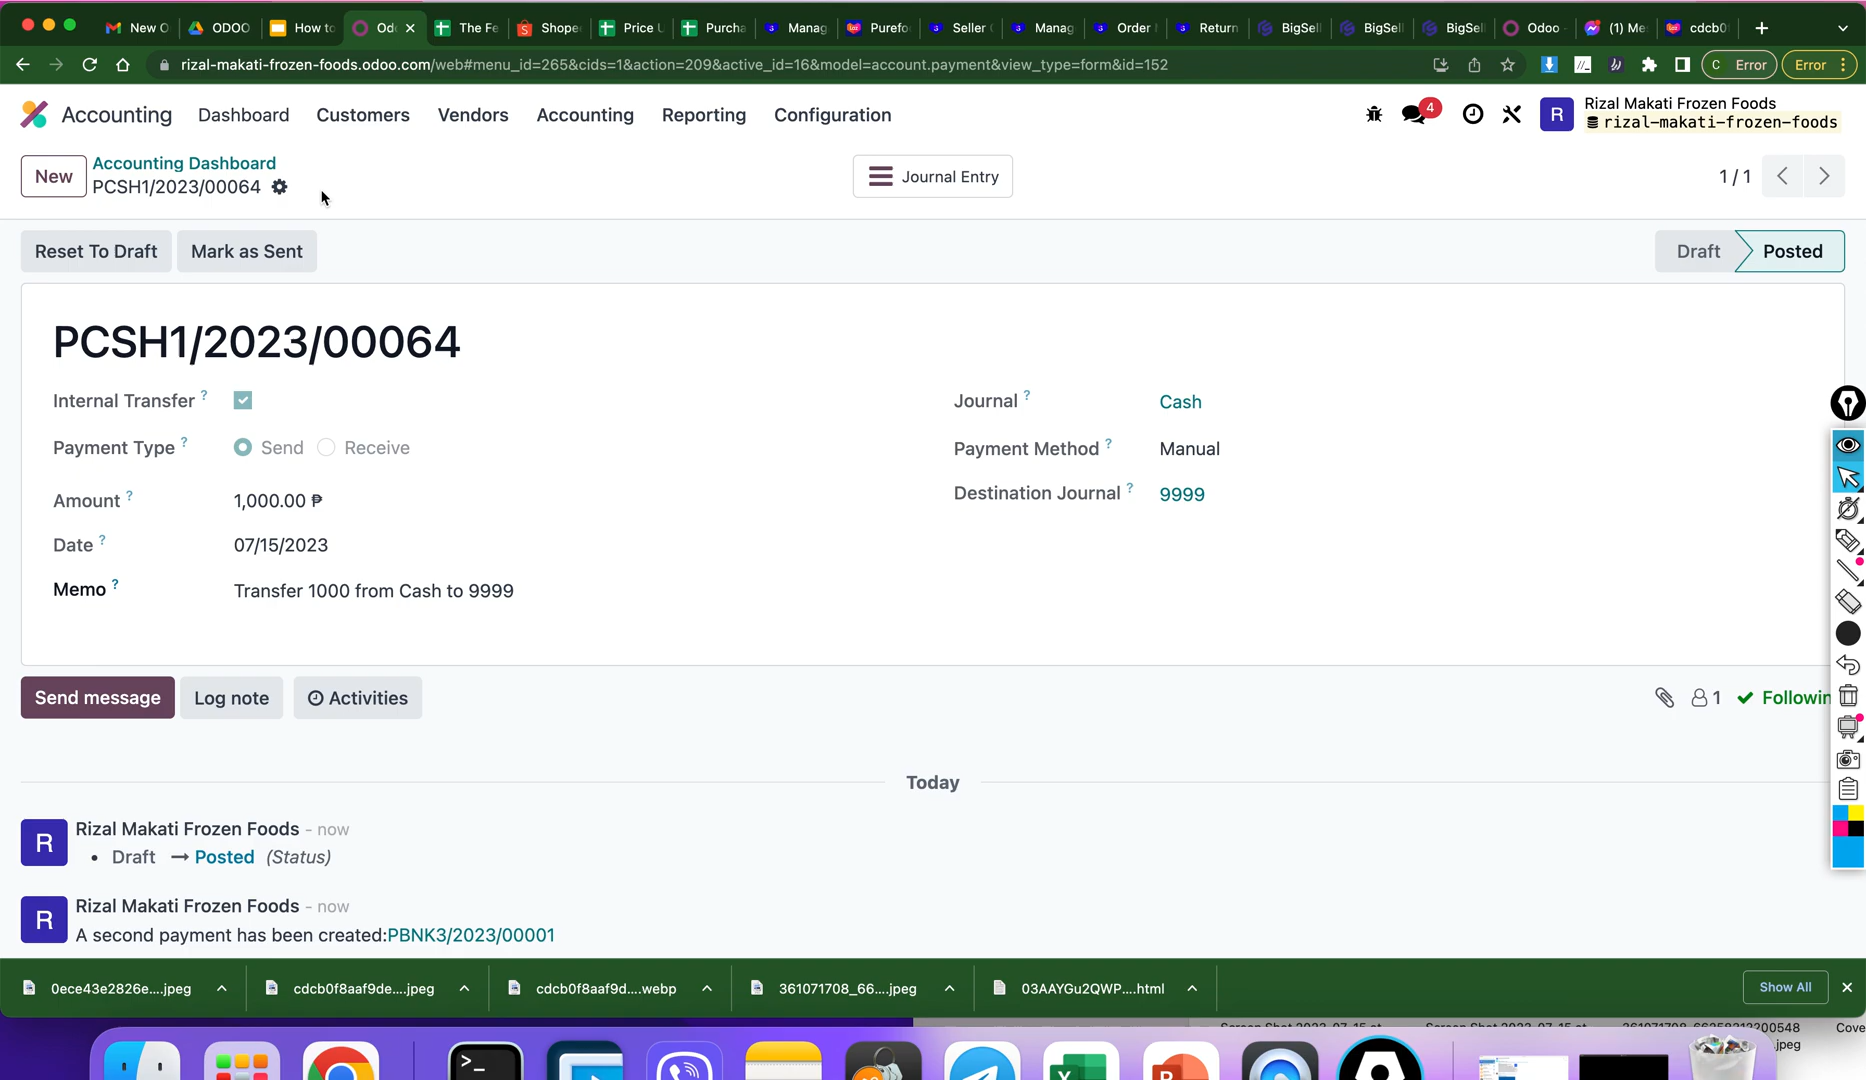 New O
ODOO
How to
Od
The Fe
Shopee
Price U
Purcha
Manag
Purefo
Seller C
Manag
Order
Return
BigSell
BigSell
BigSell
Odoo
(1) Me
cdcb0
rizal-makati-frozen-foods.odoo.com/web#menu_id=265&cids=1&action=209&active_id=16&model=account.payment&view_type=form&id=152
C Error
Error
Accounting Dashboard Customers Vendors Accounting Reporting Configuration
4
R
Rizal Makati Frozen Foods
rizal-makati-frozen-foods
New
Accounting Dashboard
PCSH1/2023/00064
Journal Entry
1 / 1
Reset To Draft
Mark as Sent
Draft
Posted
PCSH1/2023/00064
Internal Transfer ?
Journal ? Cash
Payment Type ? Send Receive
Payment Method ? Manual
Amount ? 1,000.00 ₱
Destination Journal ? 9999
Date ? 07/15/2023
Memo ? Transfer 1000 from Cash to 9999
Send message
Log note
Activities
1
Followin
Today
R
Rizal Makati Frozen Foods - now
• Draft → Posted (Status)
R
Rizal Makati Frozen Foods - now
A second payment has been created:PBNK3/2023/00001
0ece43e2826e....jpeg
cdcb0f8aaf9de....jpeg
cdcb0f8aaf9d....webp
361071708_66....jpeg
03AAYGu2QWP....html
Show All
.jpeg
Cove